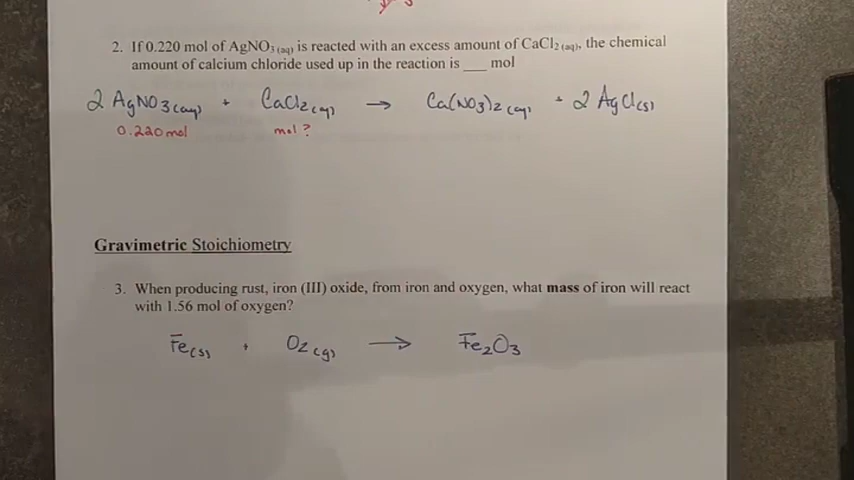 2. If 0.220 mol of AgNO3 (aq) is reacted with an excess amount of CaCl2 (aq), the chemical
amount of calcium chloride used up in the reaction is ___ mol
2 AgNO3(aq) + CaCl2(aq) → Ca(NO3)2(aq) + 2 AgCl(s)
0.220 mol mol ?
Gravimetric Stoichiometry
3. When producing rust, iron (III) oxide, from iron and oxygen, what mass of iron will react
with 1.56 mol of oxygen?
Fe(s) + O2(g) → Fe2O3